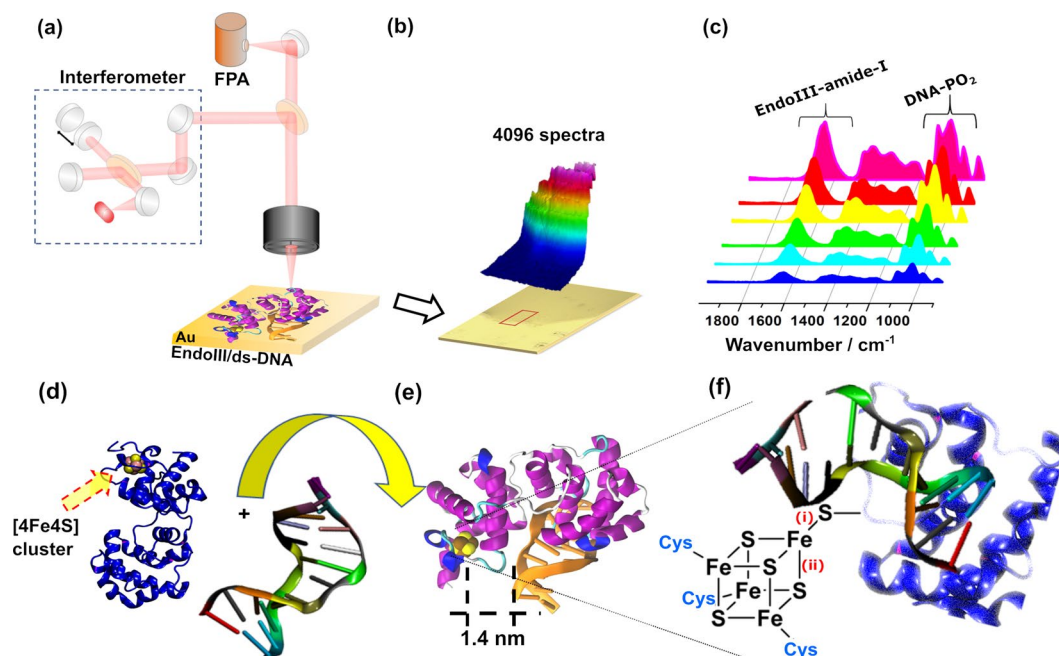 (a)
Interferometer
FPA
Au
EndoIII/ds-DNA
(b)
4096 spectra
(c)
EndoIII-amide-I
DNA-PO₂
1800 1600 1400 1200 1000
Wavenumber / cm⁻¹
(d)
[4Fe4S]
cluster
+
(e)
1.4 nm
(f)
S
(i)
Cys
S
Fe
Fe
S
(ii)
Cys
Fe
S
S
Fe
Cys